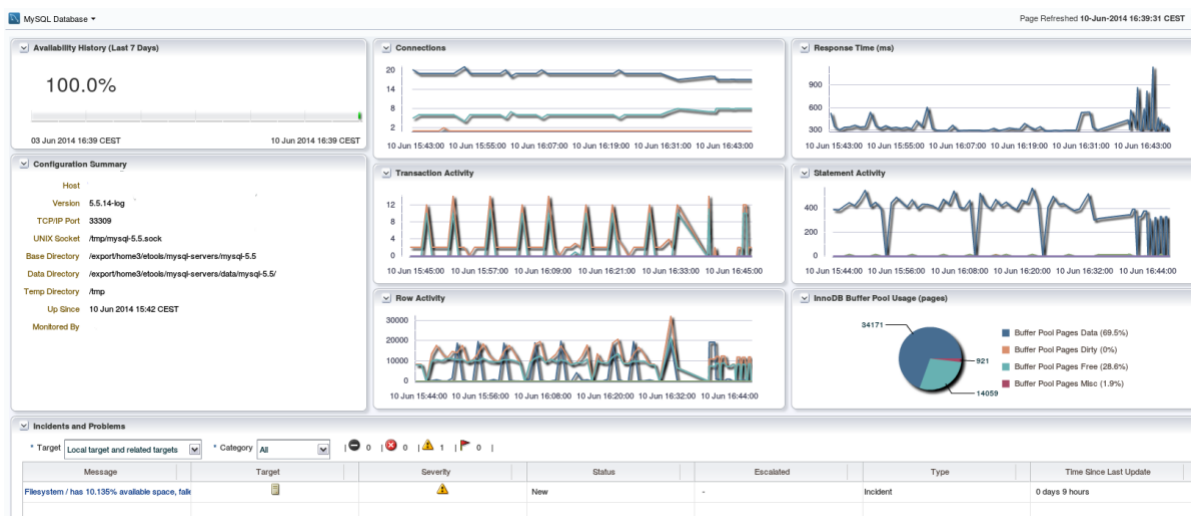 MySQL Database
Page Refreshed 10-Jun-2014 16:39:31 CEST
Availability History (Last 7 Days)
100.0%
03 Jun 2014 16:39 CEST 10 Jun 2014 16:39 CEST
Configuration Summary
Host
Version 5.5.14-log
TCP/IP Port 33309
UNIX Socket /tmp/mysql-5.5.sock
Base Directory /export/home3/etools/mysql-servers/mysql-5.5
Data Directory /export/home3/etools/mysql-servers/data/mysql-5.5/
Temp Directory /tmp
Up Since 10 Jun 2014 15:42 CEST
Monitored By
Connections
20
14
8
2
10 Jun 15:43:00 10 Jun 15:55:00 10 Jun 16:07:00 10 Jun 16:19:00 10 Jun 16:31:00 10 Jun 16:43:00
Transaction Activity
12
8
4
0
10 Jun 15:45:00 10 Jun 15:57:00 10 Jun 16:09:00 10 Jun 16:21:00 10 Jun 16:33:00 10 Jun 16:45:00
Row Activity
30000
20000
10000
0
10 Jun 15:44:00 10 Jun 15:56:00 10 Jun 16:08:00 10 Jun 16:20:00 10 Jun 16:32:00 10 Jun 16:44:00
Response Time (ms)
900
600
300
10 Jun 15:43:00 10 Jun 15:55:00 10 Jun 16:07:00 10 Jun 16:19:00 10 Jun 16:31:00 10 Jun 16:43:00
Statement Activity
400
200
0
10 Jun 15:44:00 10 Jun 15:56:00 10 Jun 16:08:00 10 Jun 16:20:00 10 Jun 16:32:00 10 Jun 16:44:00
InnoDB Buffer Pool Usage (pages)
34171
921
14059
Buffer Pool Pages Data (69.5%)
Buffer Pool Pages Dirty (0%)
Buffer Pool Pages Free (28.6%)
Buffer Pool Pages Misc (1.9%)
Incidents and Problems
* Target Local target and related targets * Category All | 0 | 0 | 1 | 0 |
Message Target Severity Status Escalated Type Time Since Last Update
Filesystem / has 10.135% available space, falle New - Incident 0 days 9 hours